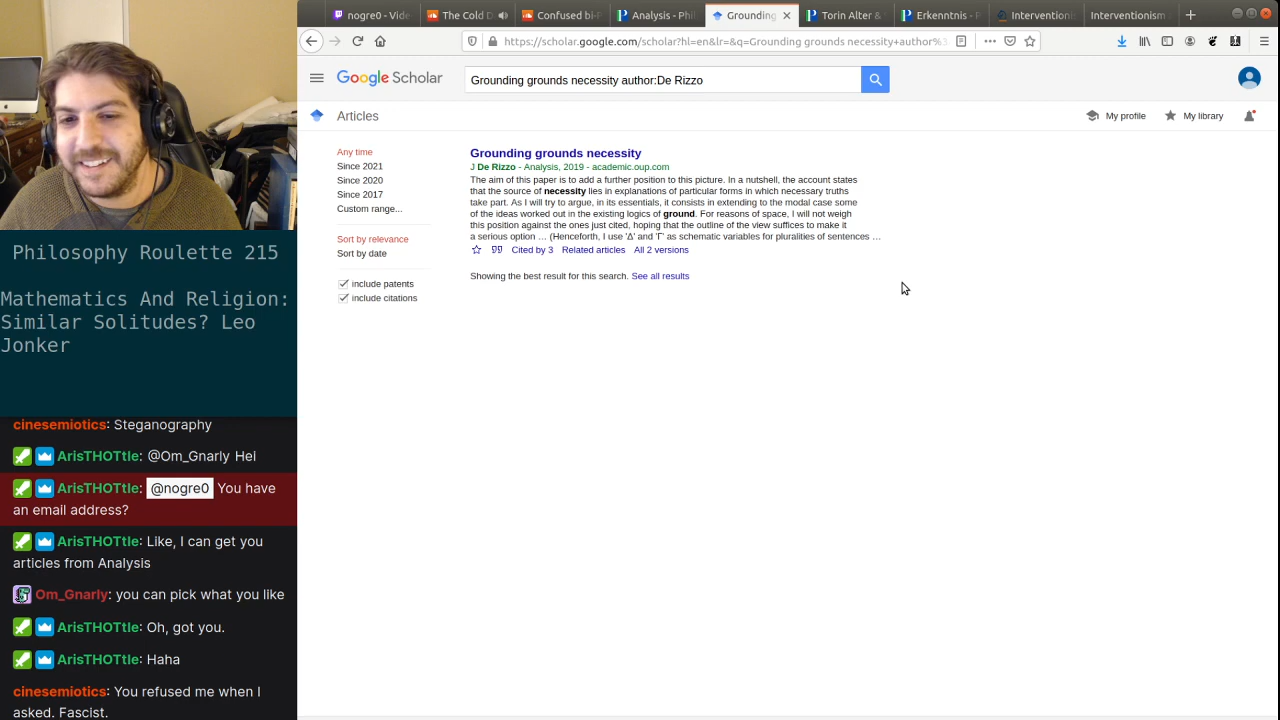 nogre0 - Vide
The Cold D
Confused bi-
Analysis - Phi
Grounding
Torin Alter &
Erkenntnis - R
Interventionis
Interventionism
https://scholar.google.com/scholar?hl=en&lr=&q=Grounding grounds necessity+author%3
Google Scholar
Grounding grounds necessity author:De Rizzo
Articles
My profile
My library
Any time
Since 2021
Since 2020
Since 2017
Custom range...
Sort by relevance
Sort by date
include patents
include citations
Grounding grounds necessity
J De Rizzo - Analysis, 2019 - academic.oup.com
The aim of this paper is to add a further position to this picture. In a nutshell, the account states
that the source of necessity lies in explanations of particular forms in which necessary truths
take part. As I will try to argue, in its essentials, it consists in extending to the modal case some
of the ideas worked out in the existing logics of ground. For reasons of space, I will not weigh
this position against the ones just cited, hoping that the outline of the view suffices to make it
a serious option … (Henceforth, I use 'Δ' and 'Γ' as schematic variables for pluralities of sentences …
Cited by 3 Related articles All 2 versions
Showing the best result for this search. See all results
Philosophy Roulette 215
Mathematics And Religion:
Similar Solitudes? Leo
Jonker
cinesemiotics: Steganography
ArisTHOTtle: @Om_Gnarly Hei
ArisTHOTtle: @nogre0 You have
an email address?
ArisTHOTtle: Like, I can get you
articles from Analysis
Om_Gnarly: you can pick what you like
ArisTHOTtle: Oh, got you.
ArisTHOTtle: Haha
cinesemiotics: You refused me when I
asked. Fascist.